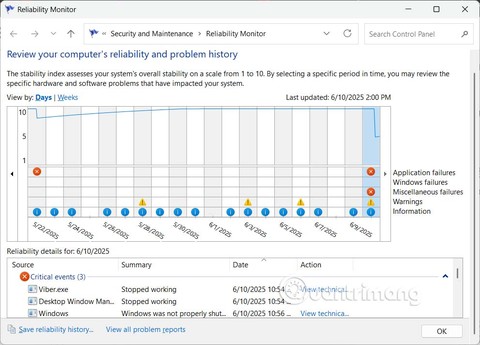 Reliability Monitor
Security and Maintenance > Reliability Monitor
Search Control Panel
Review your computer's reliability and problem history
The stability index assesses your system's overall stability on a scale from 1 to 10. By selecting a specific period in time, you may review the
specific hardware and software problems that have impacted your system.
View by: Days | Weeks
Last updated: 6/10/2025 2:00 PM
10
5
1
Application failures
Windows failures
Miscellaneous failures
Warnings
Information
5/22/2025
5/24/2025
5/26/2025
5/28/2025
5/30/2025
6/1/2025
6/3/2025
6/5/2025
6/7/2025
6/9/2025
Reliability details for: 6/10/2025
Source Summary Date Action
Critical events (3)
Viber.exe Stopped working 6/10/2025 10:54 ... View technica...
Desktop Window Man... Stopped working 6/10/2025 10:54 ...
Windows Windows was not properly shut... 6/10/2025 10:56 ... View technica...
quantrimang
Save reliability history...
View all problem reports
OK